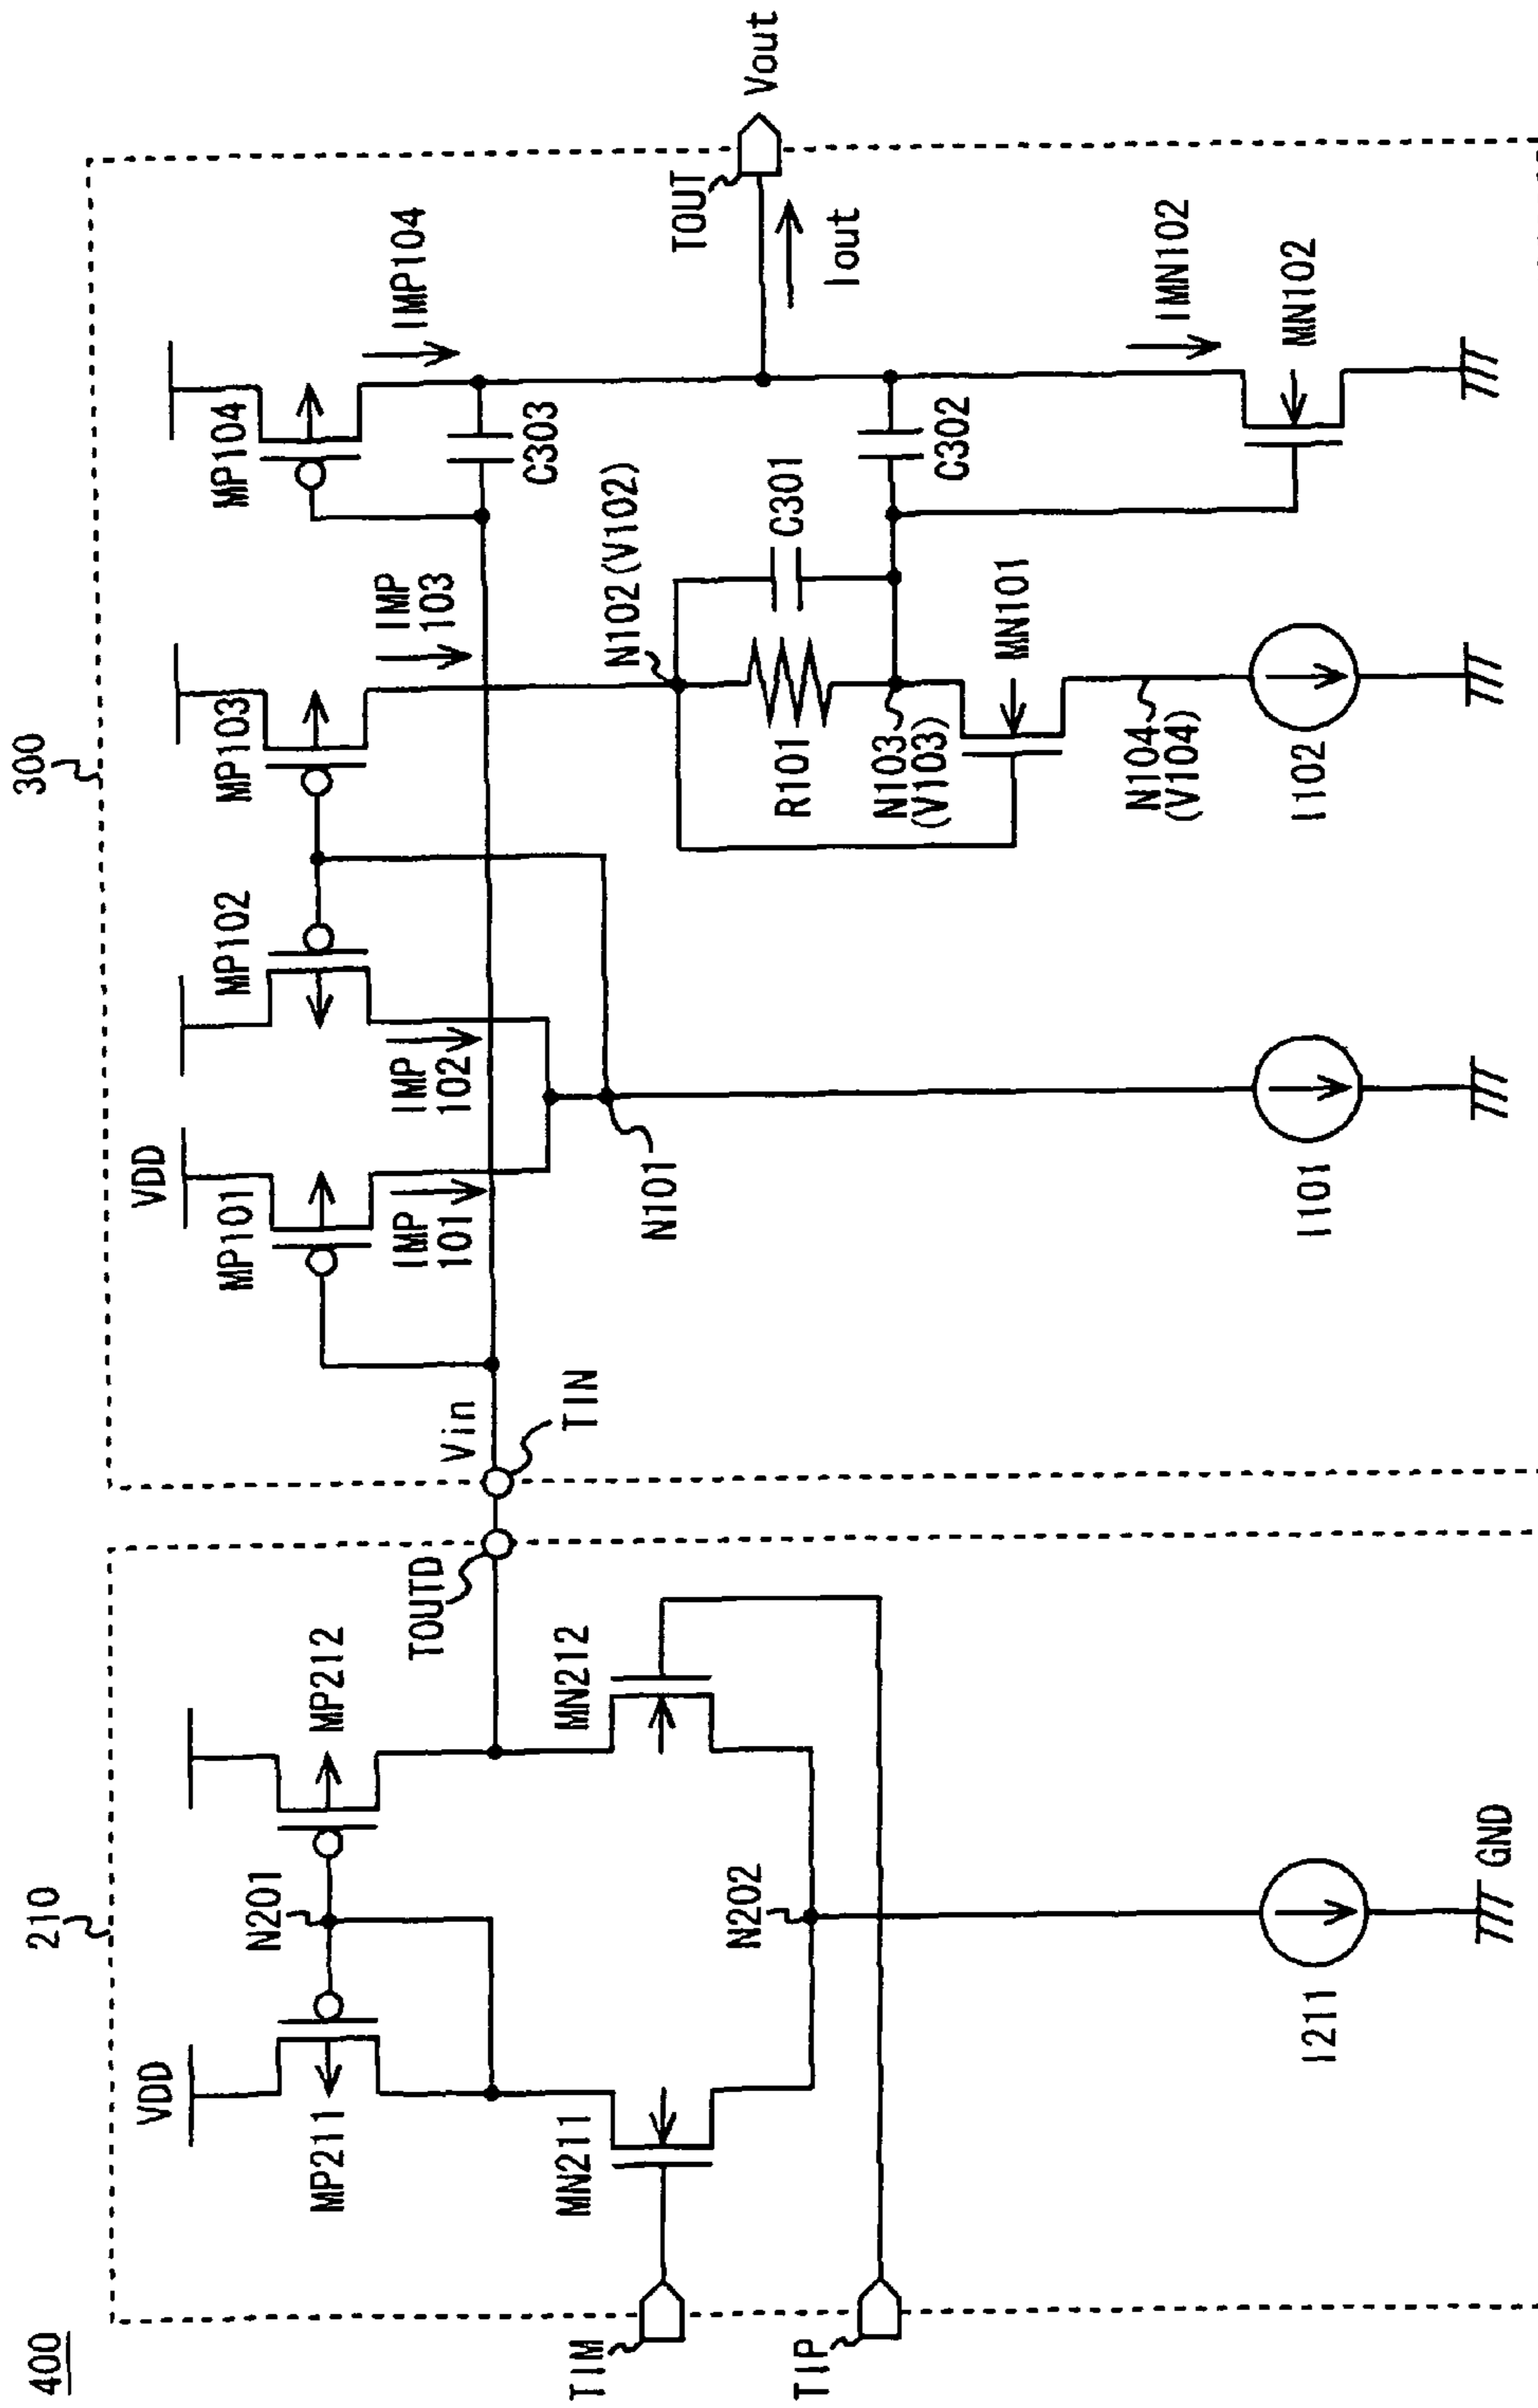 400
210
300
VDD
MP211
N201
MP212
TOUTD
MN211
MN212
N202
TIM
TIP
I211
GND
Vin
TIN
VDD
MP101
IMP
101
MP102
IMP
102
N101
I101
MP103
IMP
103
N102(V102)
R101
C301
N103
(V103)
MN101
N104
(V104)
I102
MP104
IMP104
C303
C302
TOUT
Vout
Iout
IMN102
MN102